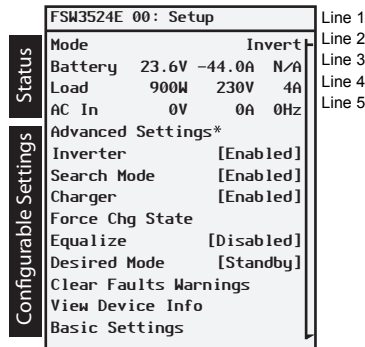 FSW3524E 00: Setup Line 1
Mode Invert Line 2
Battery 23.6V -44.0A N/A Line 3
Load 900W 230V 4A Line 4
AC In 0V 0A 0Hz Line 5
Status
Advanced Settings*
Inverter [Enabled]
Search Mode [Enabled]
Charger [Enabled]
Force Chg State
Equalize [Disabled]
Desired Mode [Standby]
Clear Faults Warnings
View Device Info
Basic Settings
Configurable Settings